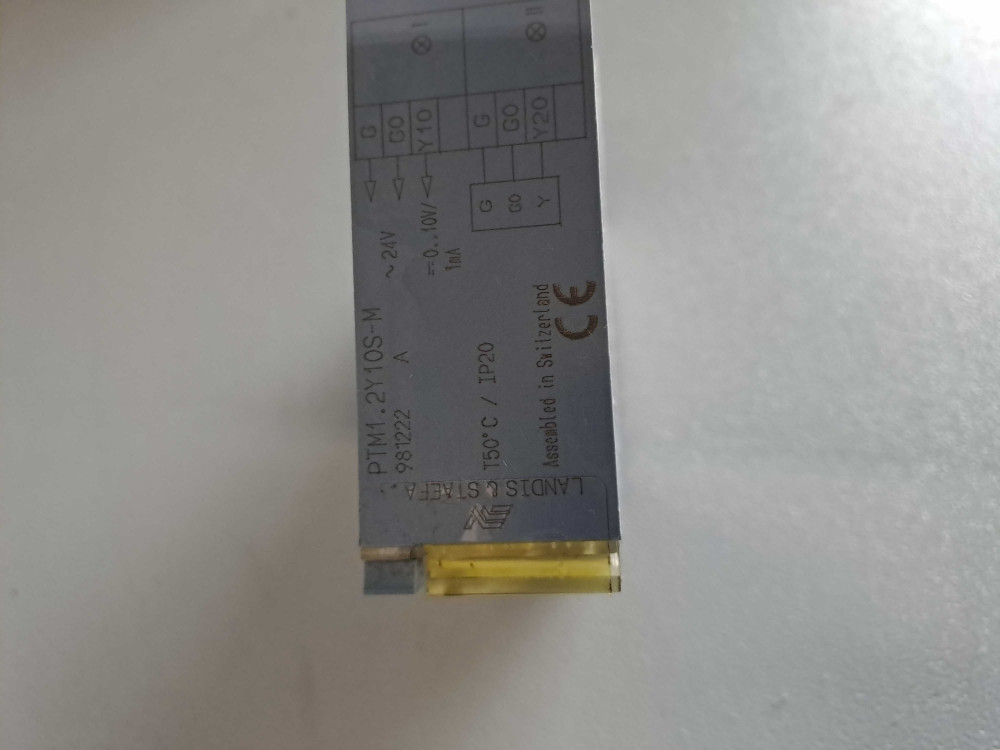 I
II
G
G0
Y10
G
G0
Y20
G
G0
Y
~24V
⎓0..10V/
1mA
PTM1.2Y10S-M
981222 A
T50°C / IP20
Assembled in Switzerland
CE
LANDIS & STAEFA